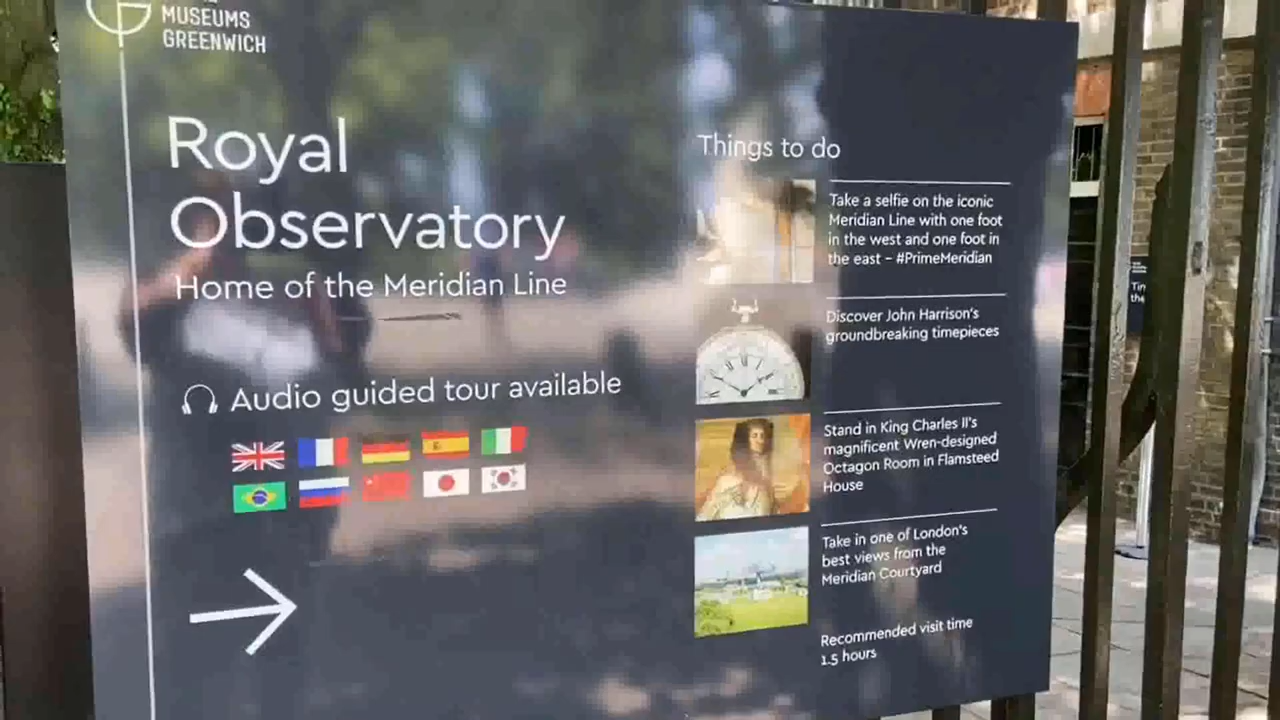 MUSEUMS
GREENWICH
Royal
Observatory
Home of the Meridian Line
Audio guided tour available
Things to do
Take a selfie on the iconic
Meridian Line with one foot
in the west and one foot in
the east – #PrimeMeridian
Discover John Harrison's
groundbreaking timepieces
Stand in King Charles II's
magnificent Wren-designed
Octagon Room in Flamsteed
House
Take in one of London's
best views from the
Meridian Courtyard
Recommended visit time
1.5 hours